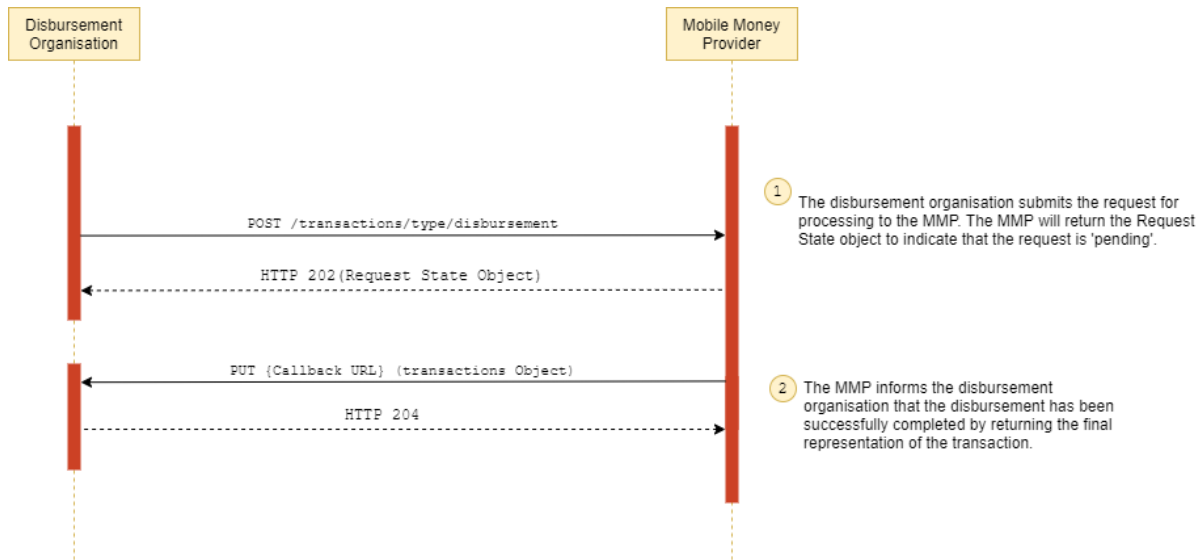 Disbursement
Organisation
Mobile Money
Provider
1
The disbursement organisation submits the request for
processing to the MMP. The MMP will return the Request
State object to indicate that the request is 'pending'.
POST /transactions/type/disbursement
HTTP 202(Request State Object)
PUT {Callback URL} (transactions Object)
HTTP 204
2
The MMP informs the disbursement
organisation that the disbursement has been
successfully completed by returning the final
representation of the transaction.